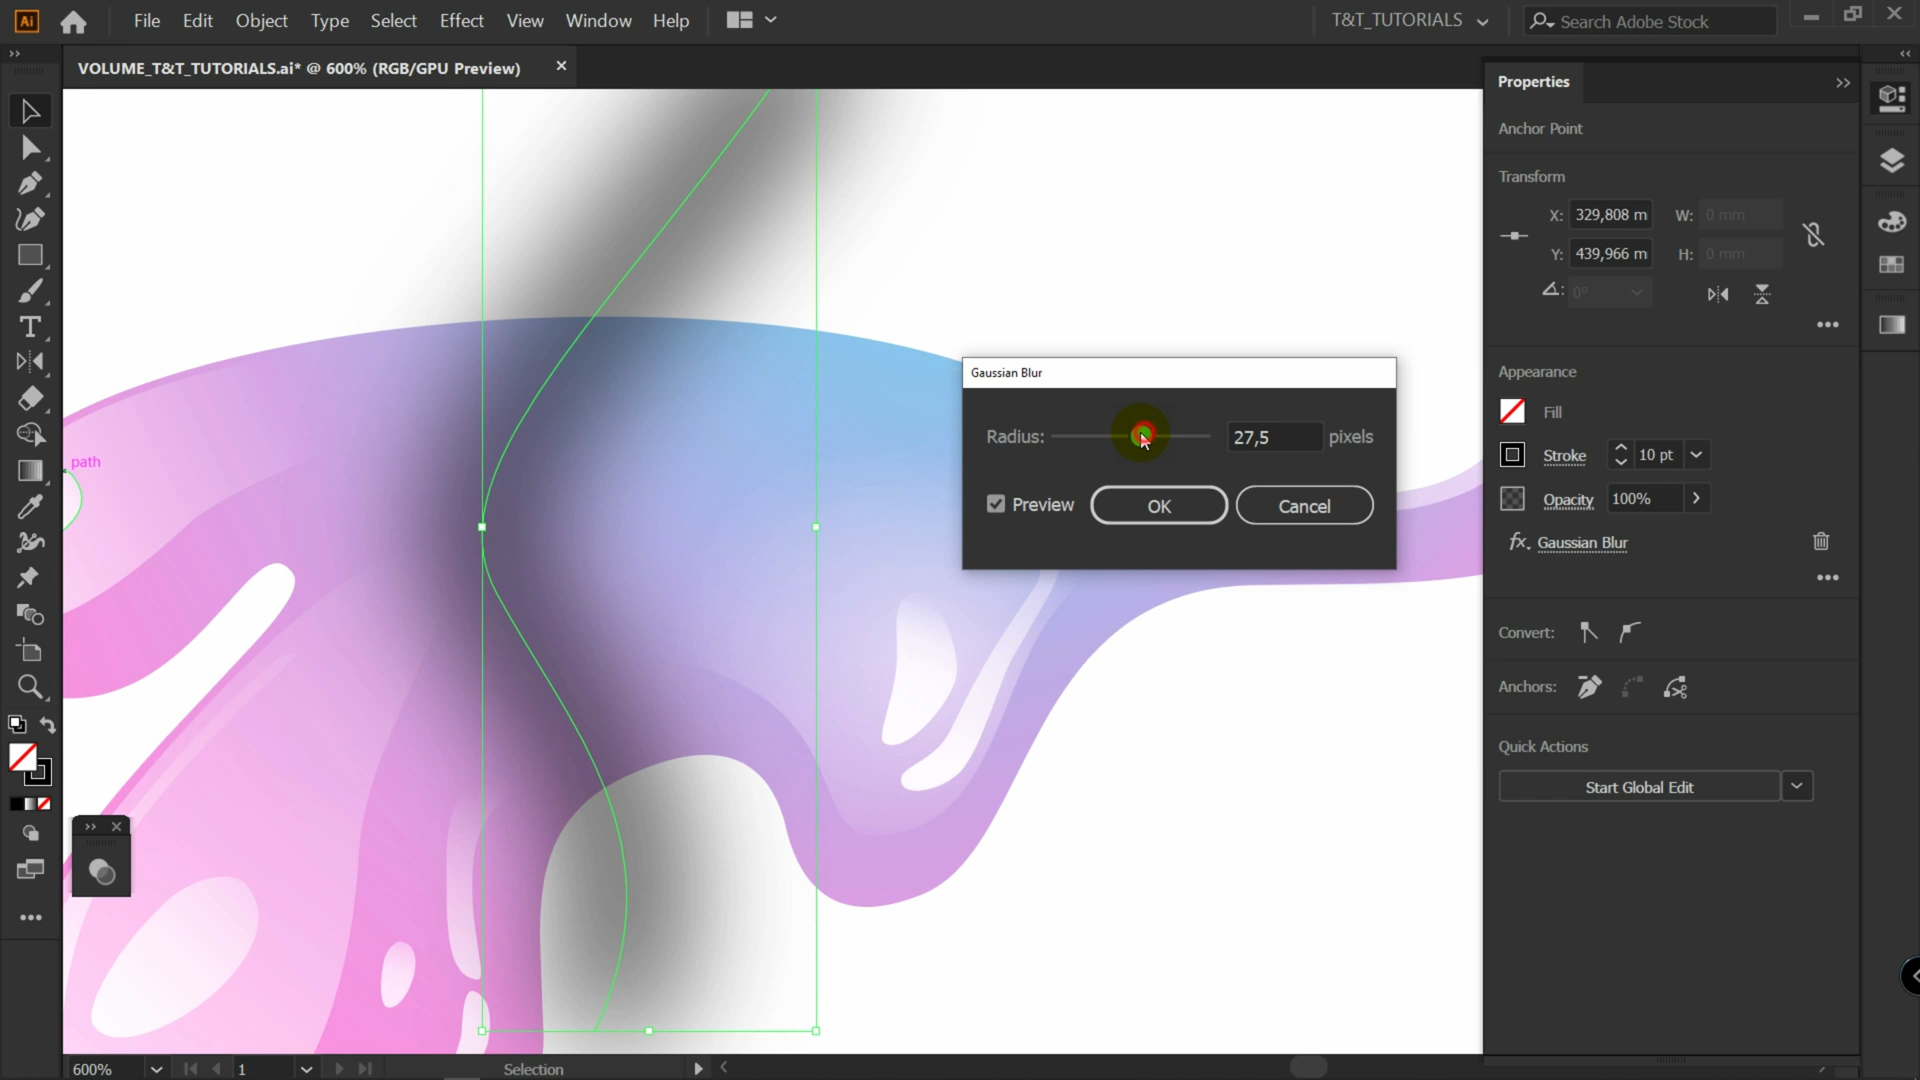 Ai File Edit Object Type Select Effect View Window Help T&T_TUTORIALS Search Adobe Stock
VOLUME_T&T_TUTORIALS.ai* @ 600% (RGB/GPU Preview)
Properties
Anchor Point
Transform
X: 329,808 m W: 0 mm
Y: 439,966 m H: 0 mm
0°
Appearance
Fill
Stroke 10 pt
Opacity 100%
fx. Gaussian Blur
Convert:
Anchors:
Quick Actions
Start Global Edit
Gaussian Blur
Radius: 27,5 pixels
Preview OK Cancel
path
600% 1 Selection